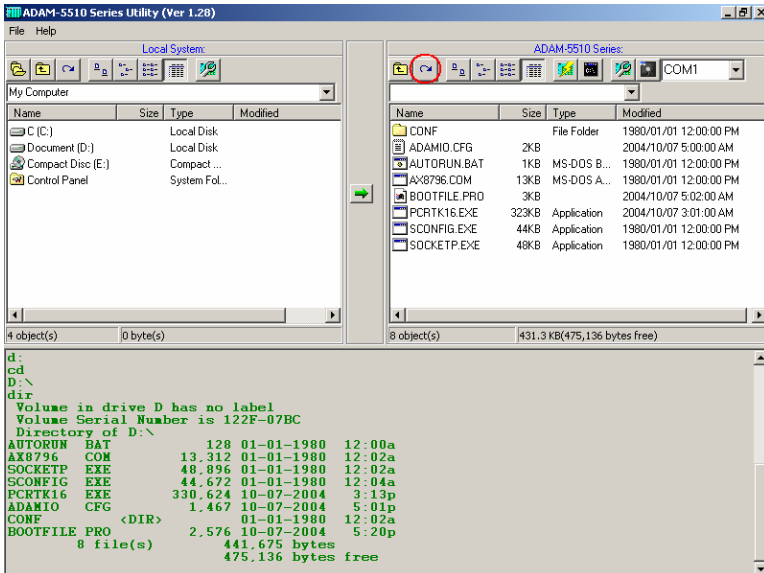 ADAM-5510 Series Utility (Ver 1.28)
File Help
Local System:
ADAM-5510 Series:
COM1
My Computer
Name Size Type Modified
C (C:) Local Disk
Document (D:) Local Disk
Compact Disc (E:) Compact ...
Control Panel System Fol...
Name Size Type Modified
CONF File Folder 1980/01/01 12:00:00 PM
ADAMIO.CFG 2KB 2004/10/07 5:00:00 AM
AUTORUN.BAT 1KB MS-DOS B... 1980/01/01 12:00:00 PM
AX8796.COM 13KB MS-DOS A... 1980/01/01 12:00:00 PM
BOOTFILE.PRO 3KB 2004/10/07 5:02:00 AM
PCRTK16.EXE 323KB Application 2004/10/07 3:01:00 AM
SCONFIG.EXE 44KB Application 1980/01/01 12:00:00 PM
SOCKETP.EXE 48KB Application 1980/01/01 12:00:00 PM
4 object(s) 0 byte(s)
8 object(s) 431.3 KB(475,136 bytes free)
d:
cd
D:\
dir
Volume in drive D has no label
Volume Serial Number is 122F-07BC
Directory of D:\
AUTORUN BAT 128 01-01-1980 12:00a
AX8796 COM 13,312 01-01-1980 12:02a
SOCKETP EXE 48,896 01-01-1980 12:02a
SCONFIG EXE 44,672 01-01-1980 12:04a
PCRTK16 EXE 330,624 10-07-2004 3:13p
ADAMIO CFG 1,467 10-07-2004 5:01p
CONF <DIR> 01-01-1980 12:02a
BOOTFILE PRO 2,576 10-07-2004 5:20p
8 file(s) 441,675 bytes
475,136 bytes free